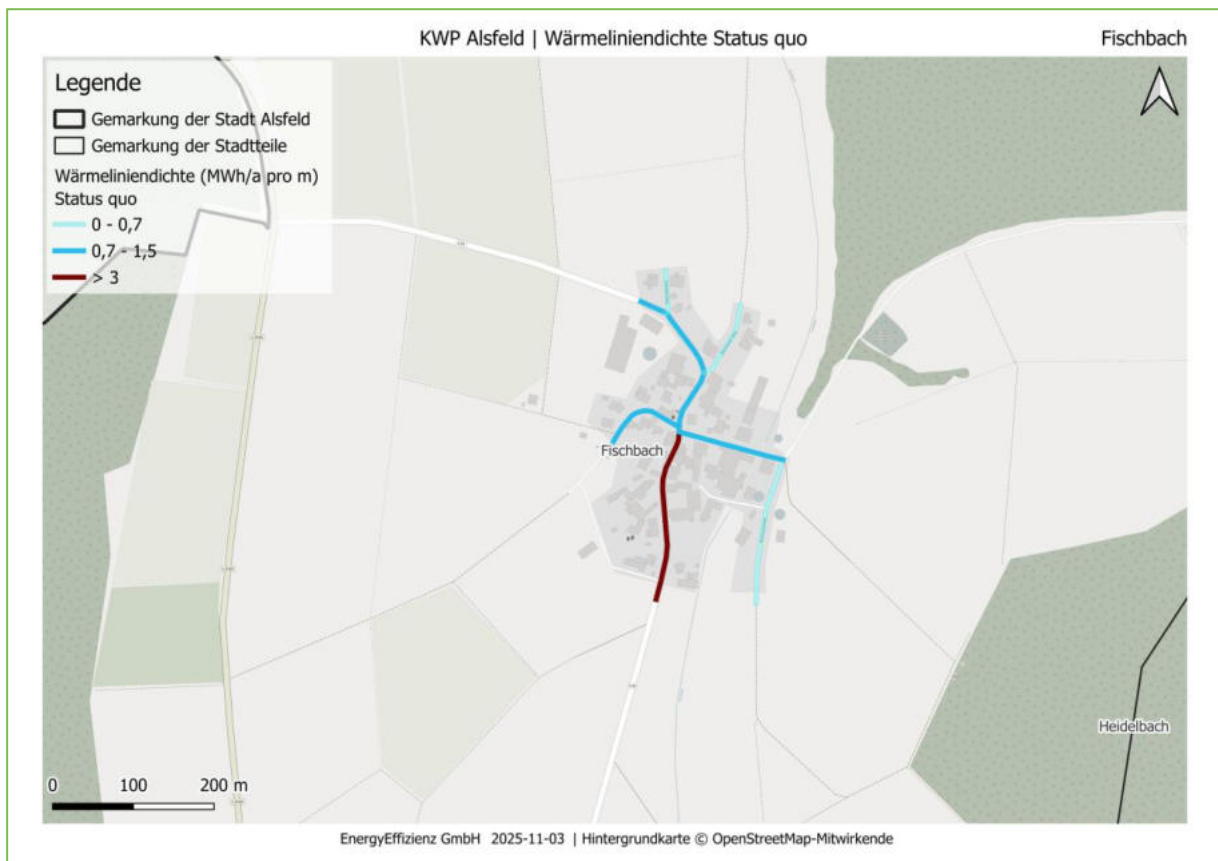 KWP Alsfeld | Wärmeliniendichte Status quo
Fischbach
Legende
Gemarkung der Stadt Alsfeld
Gemarkung der Stadtteile
Wärmeliniendichte (MWh/a pro m)
Status quo
0 - 0,7
0,7 - 1,5
> 3
Fischbach
Heidelbach
0 100 200 m
EnergyEffizienz GmbH 2025-11-03 | Hintergrundkarte © OpenStreetMap-Mitwirkende